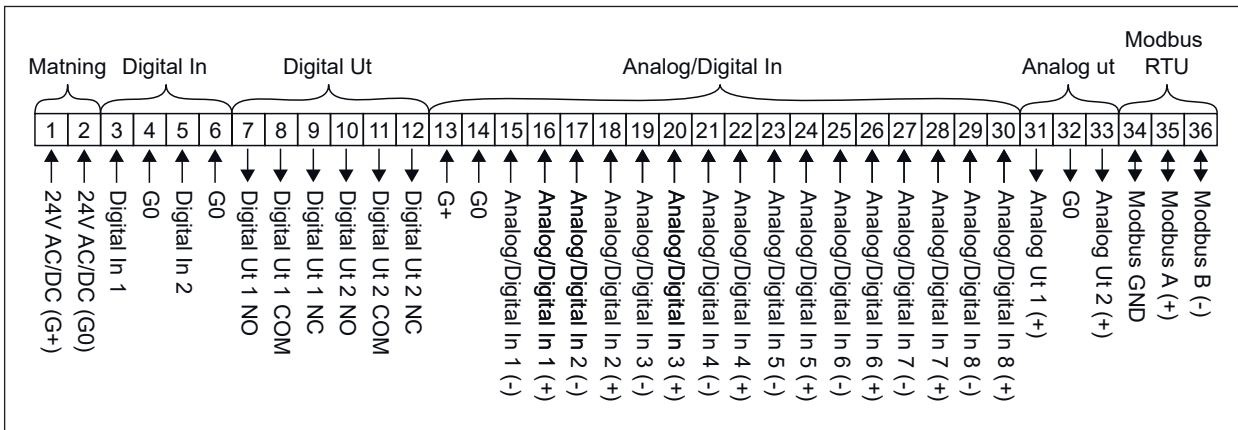 Matning
Digital In
Digital Ut
Analog/Digital In
Analog ut
Modbus
RTU
1 2 3 4 5 6 7 8 9 10 11 12 13 14 15 16 17 18 19 20 21 22 23 24 25 26 27 28 29 30 31 32 33 34 35 36
24V AC/DC (G+)
24V AC/DC (G0)
Digital In 1
G0
Digital In 2
G0
Digital Ut 1 NO
Digital Ut 1 COM
Digital Ut 1 NC
Digital Ut 2 NO
Digital Ut 2 COM
Digital Ut 2 NC
G+
G0
Analog/Digital In 1 (-)
Analog/Digital In 1 (+)
Analog/Digital In 2 (-)
Analog/Digital In 2 (+)
Analog/Digital In 3 (-)
Analog/Digital In 3 (+)
Analog/Digital In 4 (-)
Analog/Digital In 4 (+)
Analog/Digital In 5 (-)
Analog/Digital In 5 (+)
Analog/Digital In 6 (-)
Analog/Digital In 6 (+)
Analog/Digital In 7 (-)
Analog/Digital In 7 (+)
Analog/Digital In 8 (-)
Analog/Digital In 8 (+)
Analog Ut 1 (+)
G0
Analog Ut 2 (+)
Modbus GND
Modbus A (+)
Modbus B (-)